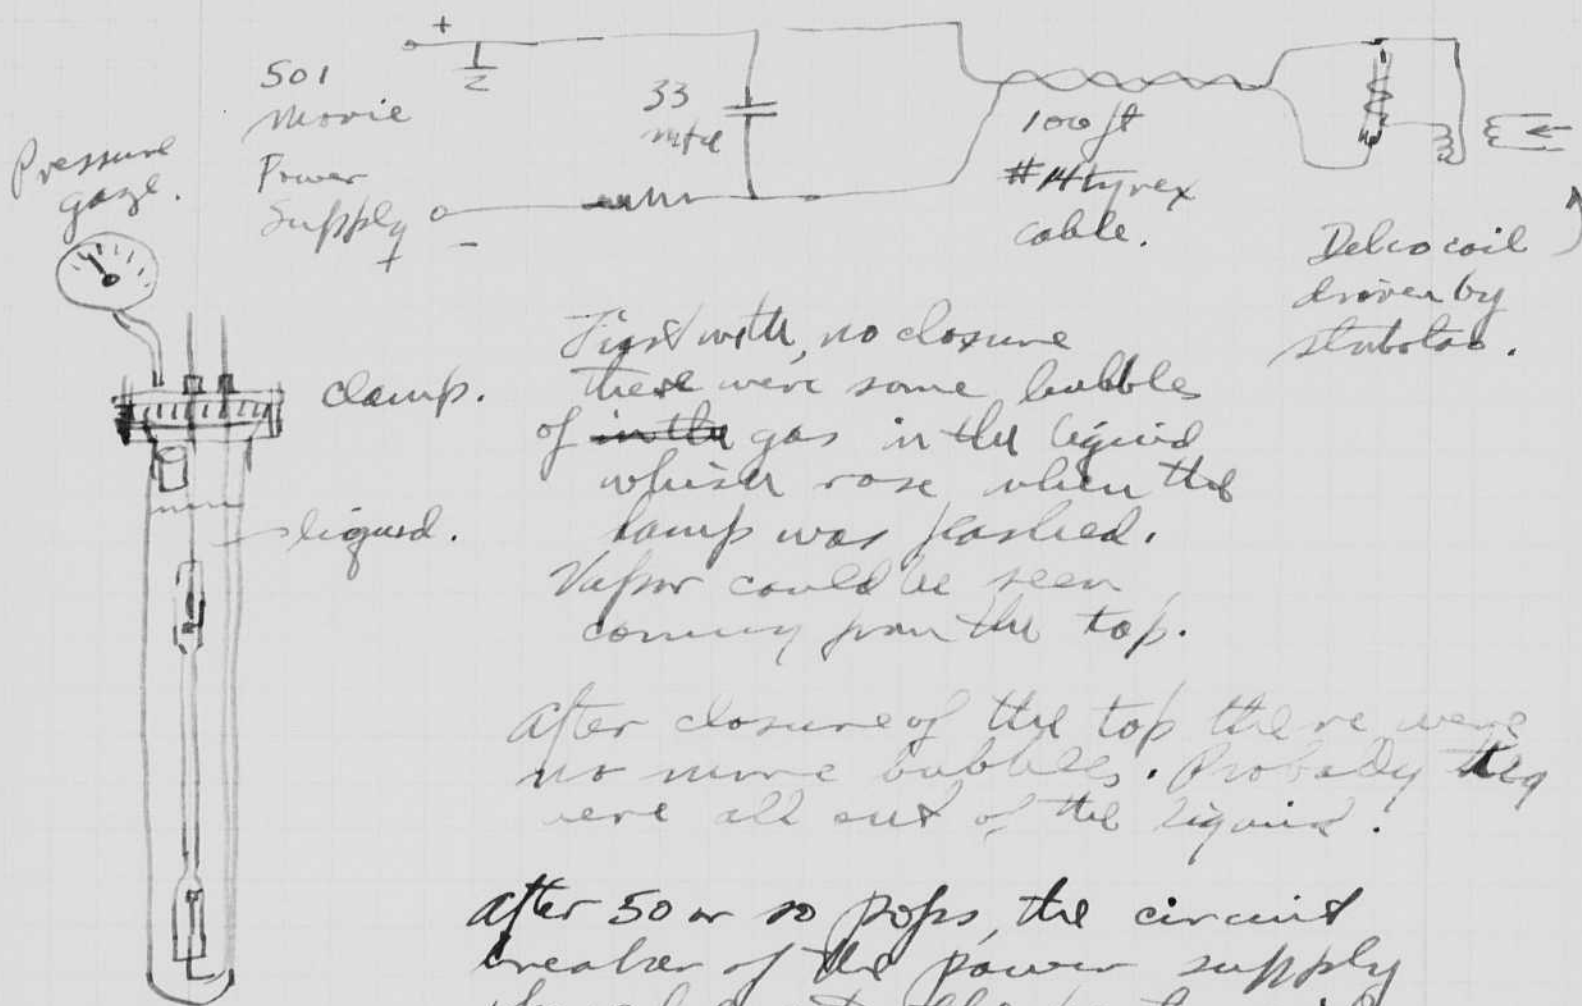 +
501
Movie
Power
Supply
-
33
mfd
100 ft
#14 tyrex
cable.
Delco coil
driven by
Pressure
gage.
clamp.
liquid.
First with, no closure
there were some bubbles
of in the gas in the liquid
which rose when the
lamp was flashed.
Vapor could be seen
coming from the top.
After closure of the top there were
no more bubbles. Probably they
were all out of the liquid.
After 50 or so pops, the circuit
breaker of the power supply